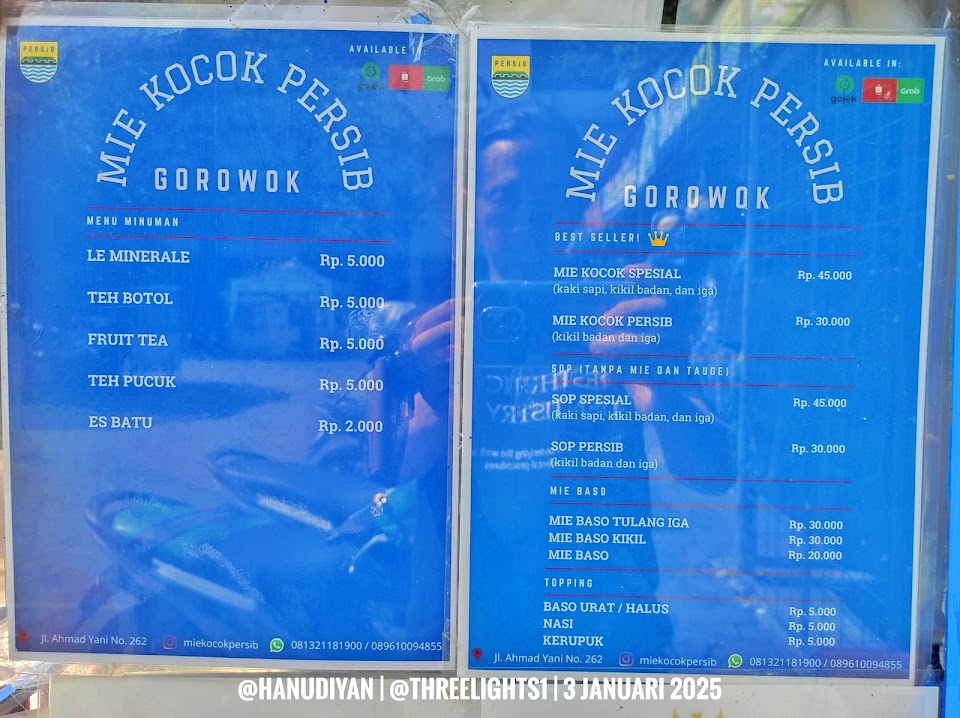 PERSIB
AVAILABLE IN:
gojek
Grab
MIE KOCOK PERSIB
GOROWOK
MENU MINUMAN
LE MINERALE Rp. 5.000
TEH BOTOL Rp. 5.000
FRUIT TEA Rp. 5.000
TEH PUCUK Rp. 5.000
ES BATU Rp. 2.000
Jl. Ahmad Yani No. 262 miekocokpersib 081321181900 / 089610094855
PERSIB
AVAILABLE IN:
gojek
Grab
MIE KOCOK PERSIB
GOROWOK
BEST SELLER!
MIE KOCOK SPESIAL Rp. 45.000
(kaki sapi, kikil badan, dan iga)
MIE KOCOK PERSIB Rp. 30.000
(kikil badan dan iga)
SOP (TANPA MIE DAN TAUGE)
SOP SPESIAL Rp. 45.000
(kaki sapi, kikil badan, dan iga)
SOP PERSIB Rp. 30.000
(kikil badan dan iga)
MIE BASO
MIE BASO TULANG IGA Rp. 30.000
MIE BASO KIKIL Rp. 30.000
MIE BASO Rp. 20.000
TOPPING
BASO URAT / HALUS Rp. 5.000
NASI Rp. 5.000
KERUPUK Rp. 5.000
Jl. Ahmad Yani No. 262 miekocokpersib 081321181900 / 089610094855
@HANUDIYAN | @THREELIGHTS1 | 3 JANUARI 2025